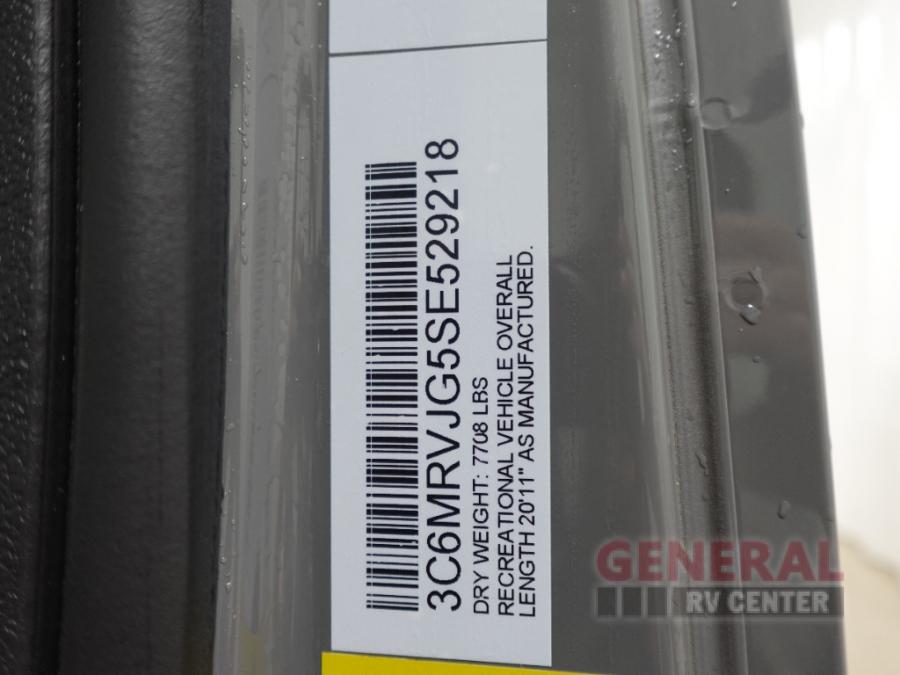 3C6MRVJG5SE529218
DRY WEIGHT: 7708 LBS
RECREATIONAL VEHICLE OVERALL
LENGTH 20'11" AS MANUFACTURED.
GENERAL
RV CENTER